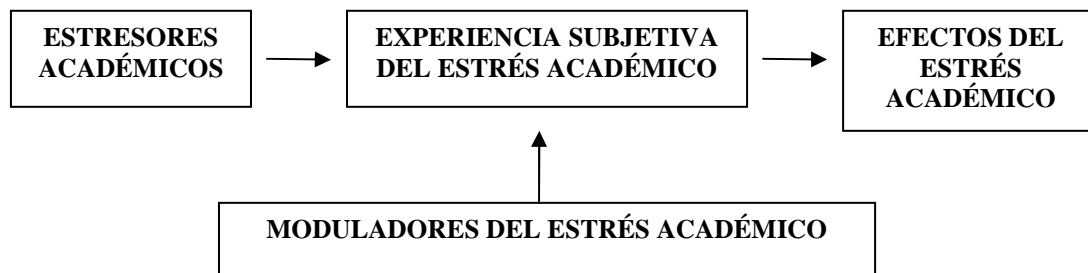 ESTRESORES
ACADÉMICOS
EXPERIENCIA SUBJETIVA
DEL ESTRÉS ACADÉMICO
EFECTOS DEL
ESTRÉS
ACADÉMICO
MODULADORES DEL ESTRÉS ACADÉMICO